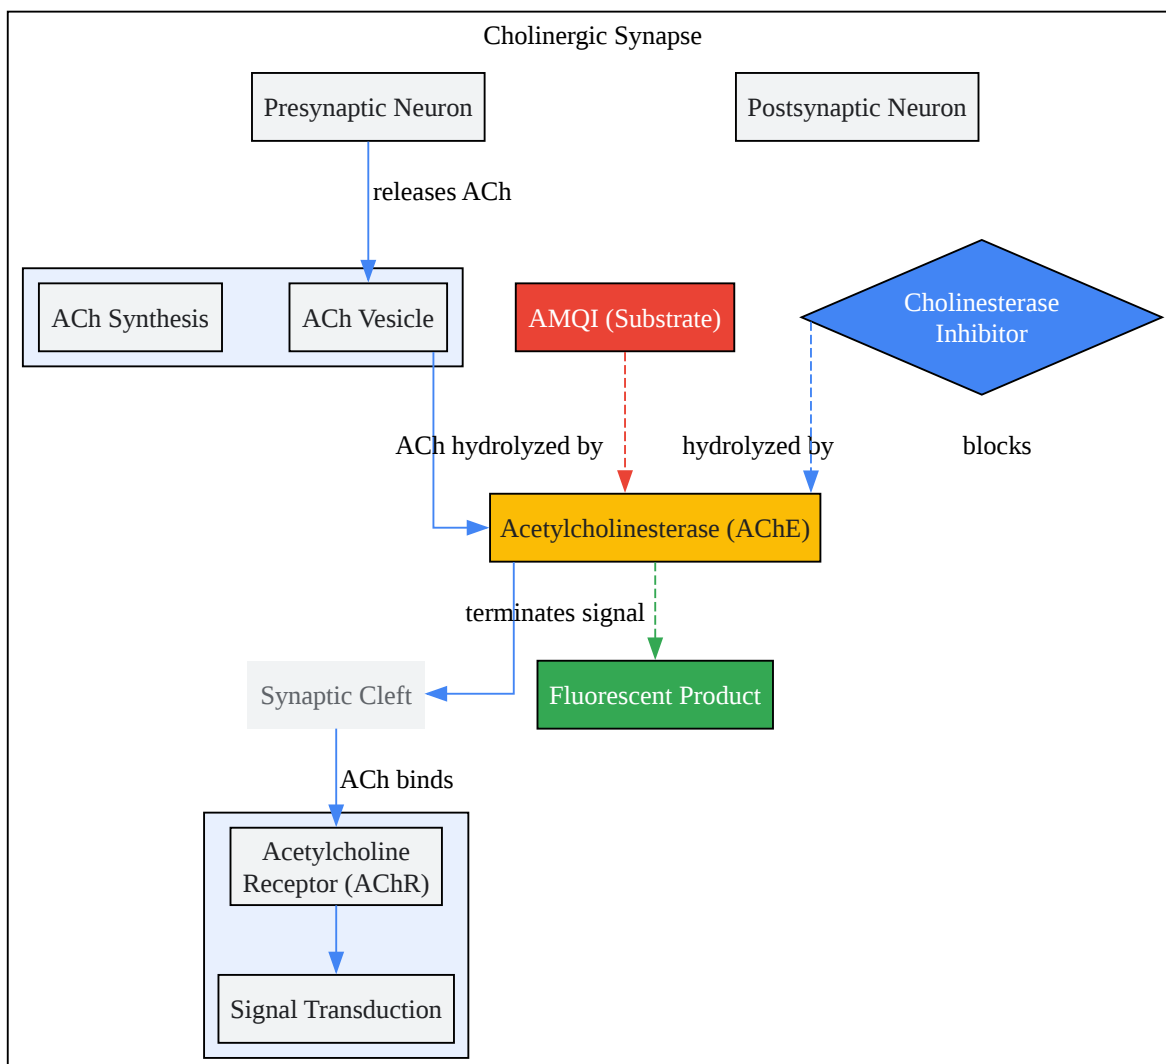 Cholinergic Synapse
Presynaptic Neuron
Postsynaptic Neuron
releases ACh
ACh Synthesis
ACh Vesicle
AMQI (Substrate)
Cholinesterase
Inhibitor
ACh hydrolyzed by
hydrolyzed by
blocks
Acetylcholinesterase (AChE)
terminates signal
Synaptic Cleft
Fluorescent Product
ACh binds
Acetylcholine
Receptor (AChR)
Signal Transduction